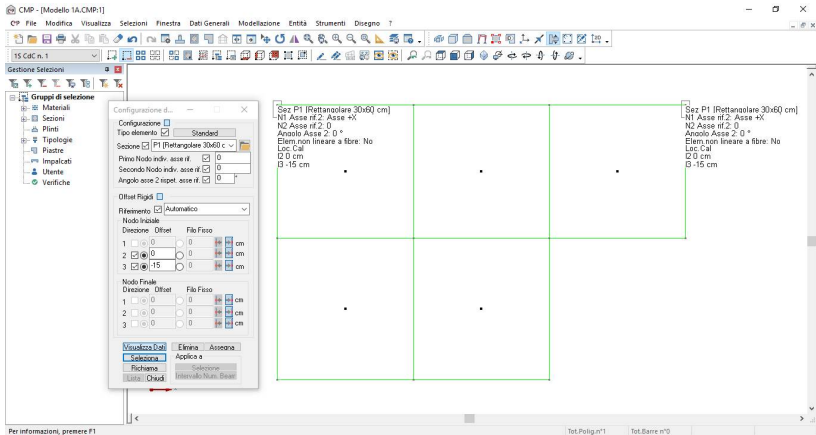 CMP - [Modello 1A.CMP:1]
File Modifica Visualizza Selezioni Finestra Dati Generali Modellazione Entità Strumenti Disegno ?
1S CdC n. 1
Gestione Selezioni
Gruppi di selezione
Materiali
Sezioni
Plinti
Tipologie
Piastre
Impalcati
Utente
Verifiche
Configurazione d...
Configurazione
Tipo elemento Standard
Sezione P1 [Rettangolare 30x60 c
Primo Nodo indiv. asse rif. 0
Secondo Nodo indiv. asse rif. 0
Angolo asse 2 rispet. asse rif. 0 °
Offset Rigidi
Riferimento Automatico
Nodo Iniziale
Direzione Offset Filo Fisso
1 0 0 cm
2 0 0 cm
3 -15 0 cm
Nodo Finale
Direzione Offset Filo Fisso
1 0 0 cm
2 0 0 cm
3 0 0 cm
Visualizza Dati Elimina Assegna
Seleziona Applica a
Richiama Selezione
Lista Chiudi Intervallo Num. Beam
Sez P1 [Rettangolare 30x60 cm]
N1 Asse rif.2: Asse +X
N2 Asse rif.2: 0
Angolo Asse 2: 0 °
Elem.non lineare a fibre: No
Loc.Cal
I2 0 cm
I3 -15 cm
Sez P1 [Rettangolare 30x60 cm]
N1 Asse rif.2: Asse +X
N2 Asse rif.2: 0
Angolo Asse 2: 0 °
Elem.non lineare a fibre: No
Loc.Cal
I2 0 cm
I3 -15 cm
Per informazioni, premere F1
Tot.Polig.n°1 Tot.Barre n°0